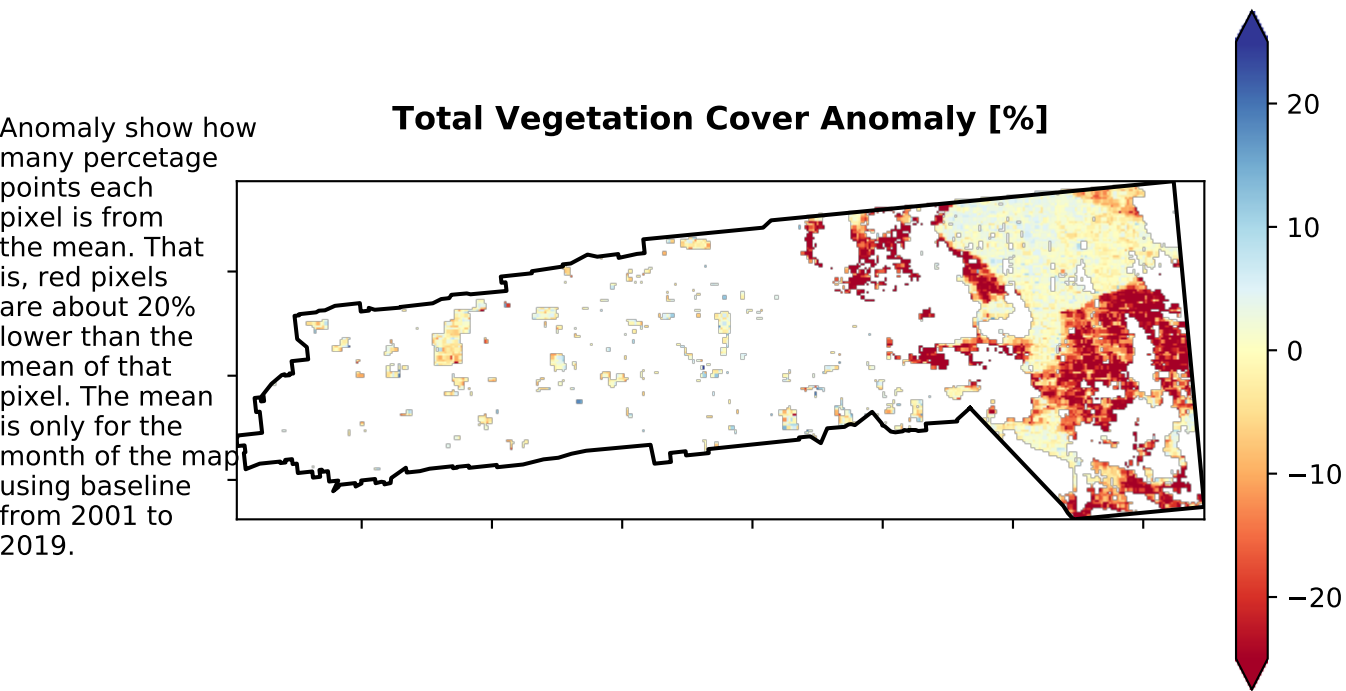 Total Vegetation Cover Anomaly [%]
Anomaly show how
many percetage
points each
pixel is from
the mean. That
is, red pixels
are about 20%
lower than the
mean of that
pixel. The mean
is only for the
month of the map
using baseline
from 2001 to
2019.
20
10
0
−10
−20